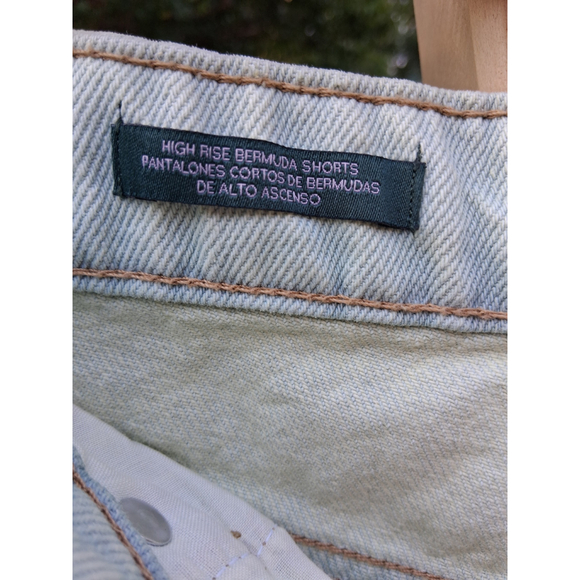 HIGH RISE BERMUDA SHORTS
PANTALONES CORTOS DE BERMUDAS
DE ALTO ASCENSO